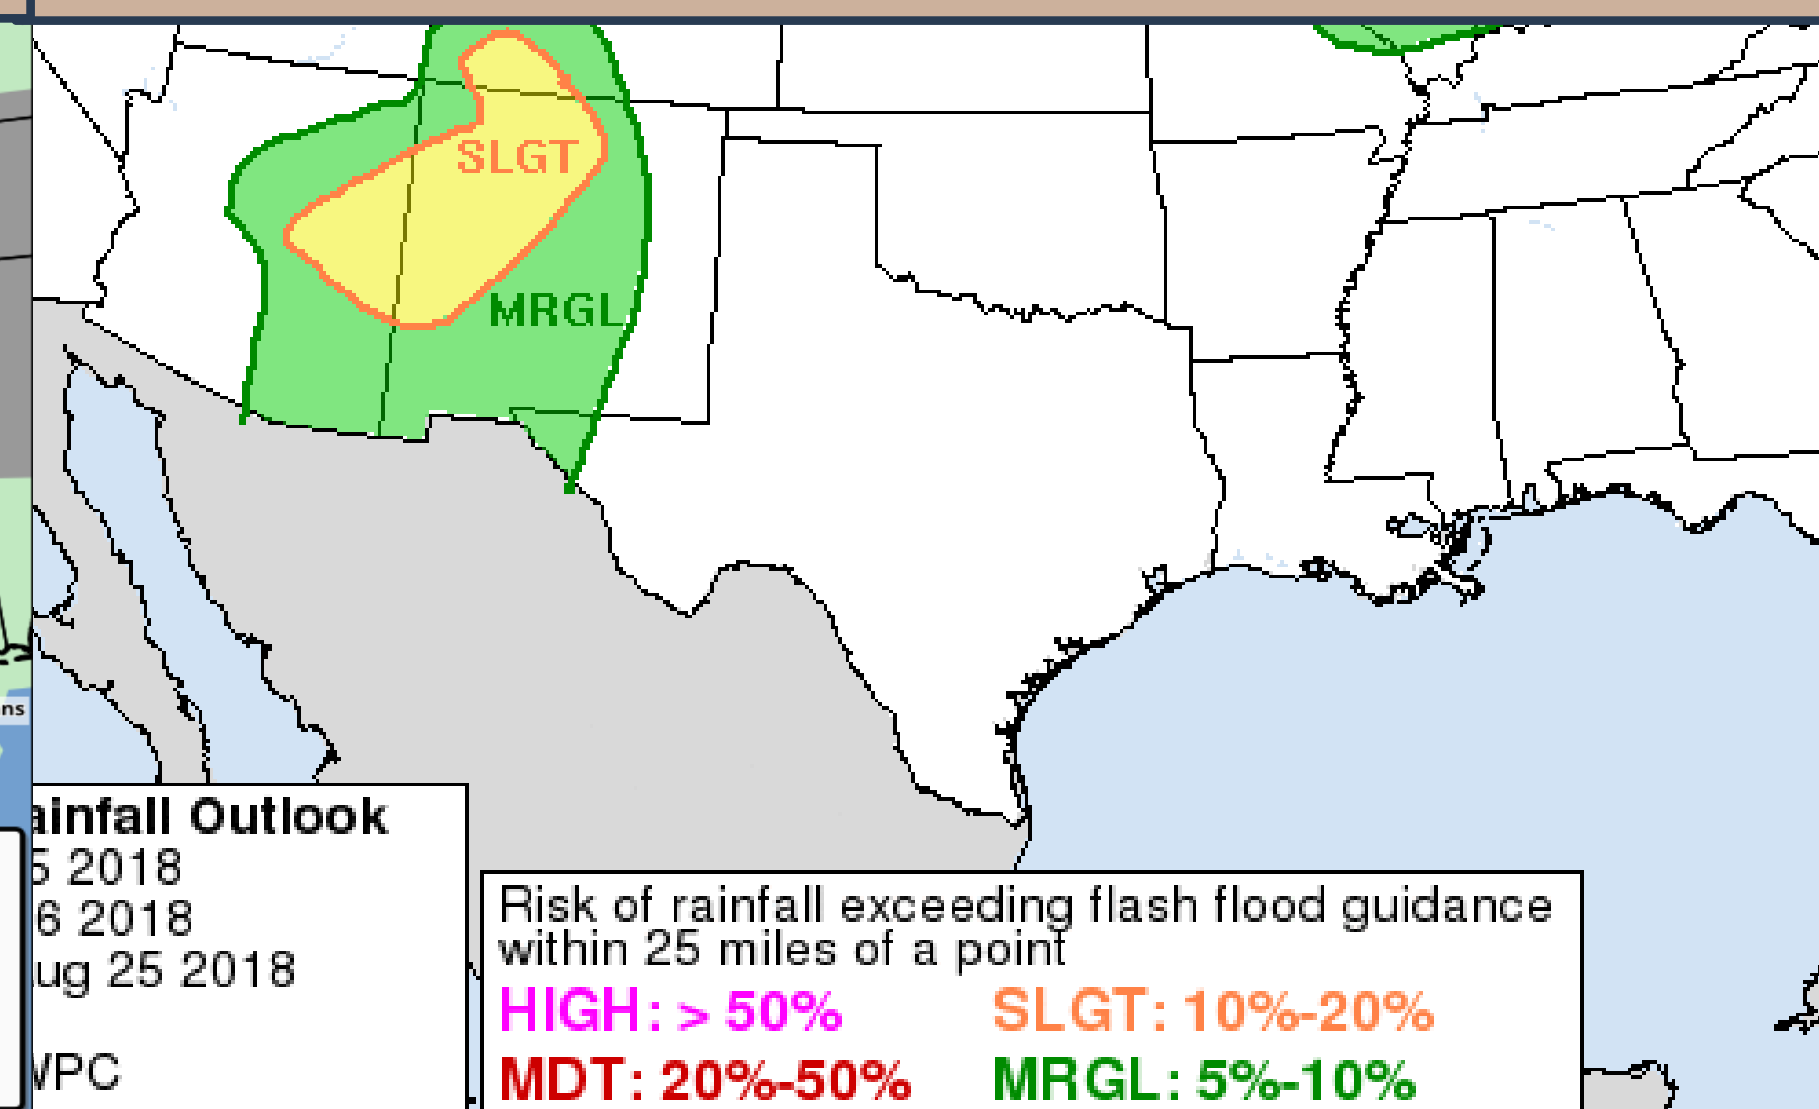 SLGT
MRGL
ns
ainfall Outlook
5 2018
6 2018
ug 25 2018
WPC
Risk of rainfall exceeding flash flood guidance
within 25 miles of a point
HIGH: > 50% SLGT: 10%-20%
MDT: 20%-50% MRGL: 5%-10%